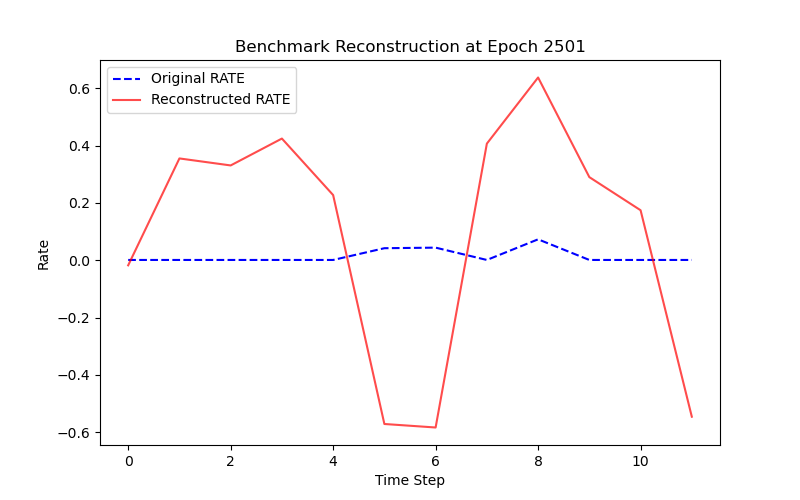 Benchmark Reconstruction at Epoch 2501
Original RATE
Reconstructed RATE
0.6
0.4
0.2
0.0
−0.2
−0.4
−0.6
Rate
0 2 4 6 8 10
Time Step